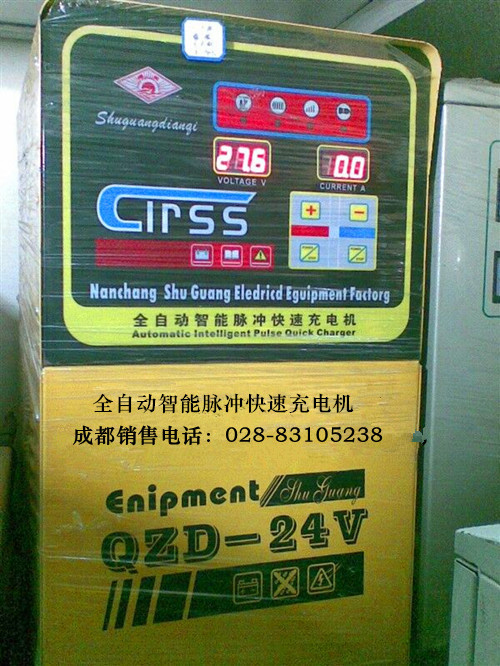 Shuguangdianqi
27.6
0.0
VOLTAGE V
CURRENT A
+ −
CIrss
Nanchang Shu Guang Eledricd Eguipment Factorg
全自动智能脉冲快速充电机
Automatic Intelligent Pulse Quick Charger
全自动智能脉冲快速充电机
成都销售电话：028-83105238
Enipment Shu Guang
QZD-24V